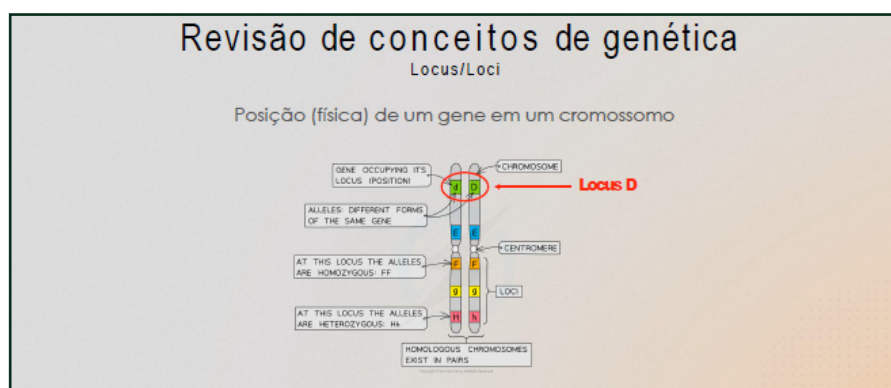 Revisão de conceitos de genética
Locus/Loci
Posição (física) de um gene em um cromossomo
GENE OCCUPYING ITS
LOCUS (POSITION)
CHROMOSOME
d D
Locus D
ALLELES: DIFFERENT FORMS
OF THE SAME GENE
E E
CENTROMERE
AT THIS LOCUS THE ALLELES
ARE HOMOZYGOUS: FF
F F
g g
LOCI
AT THIS LOCUS THE ALLELES
ARE HETEROZYGOUS: Hh
H h
HOMOLOGOUS CHROMOSOMES
EXIST IN PAIRS